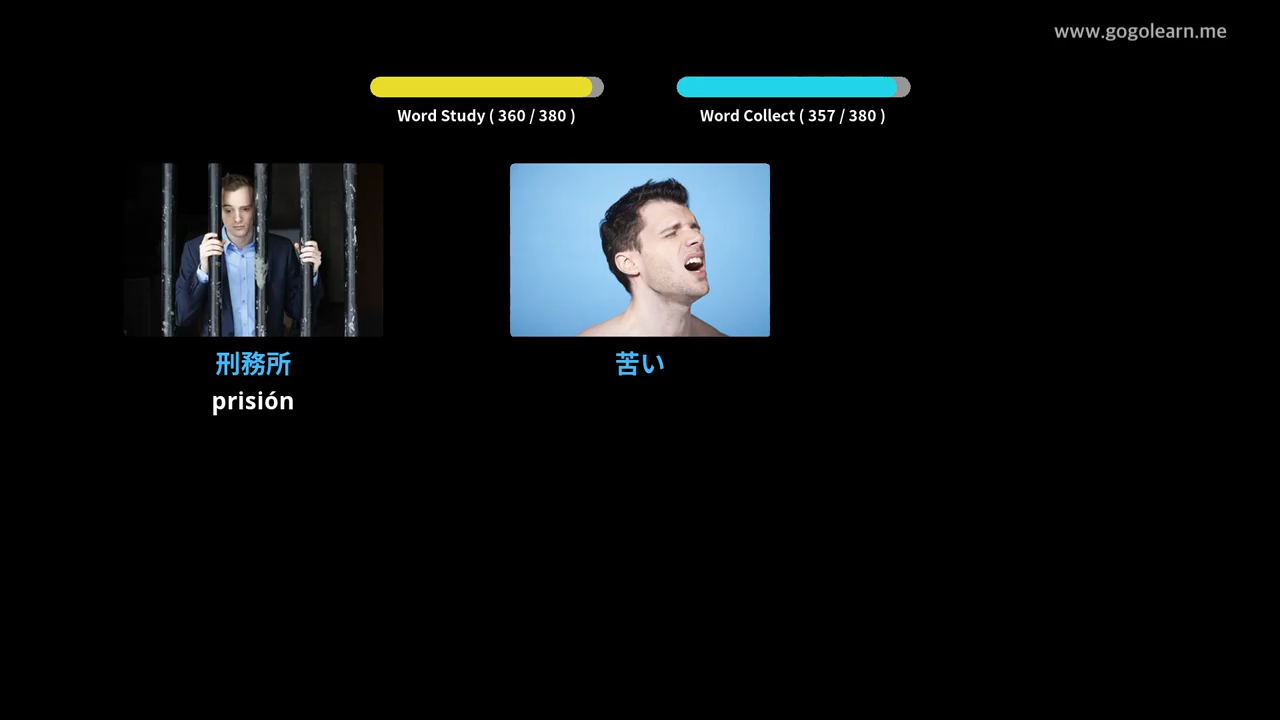 www.gogolearn.me
Word Study ( 360 / 380 )
Word Collect ( 357 / 380 )
刑務所
prisión
苦い